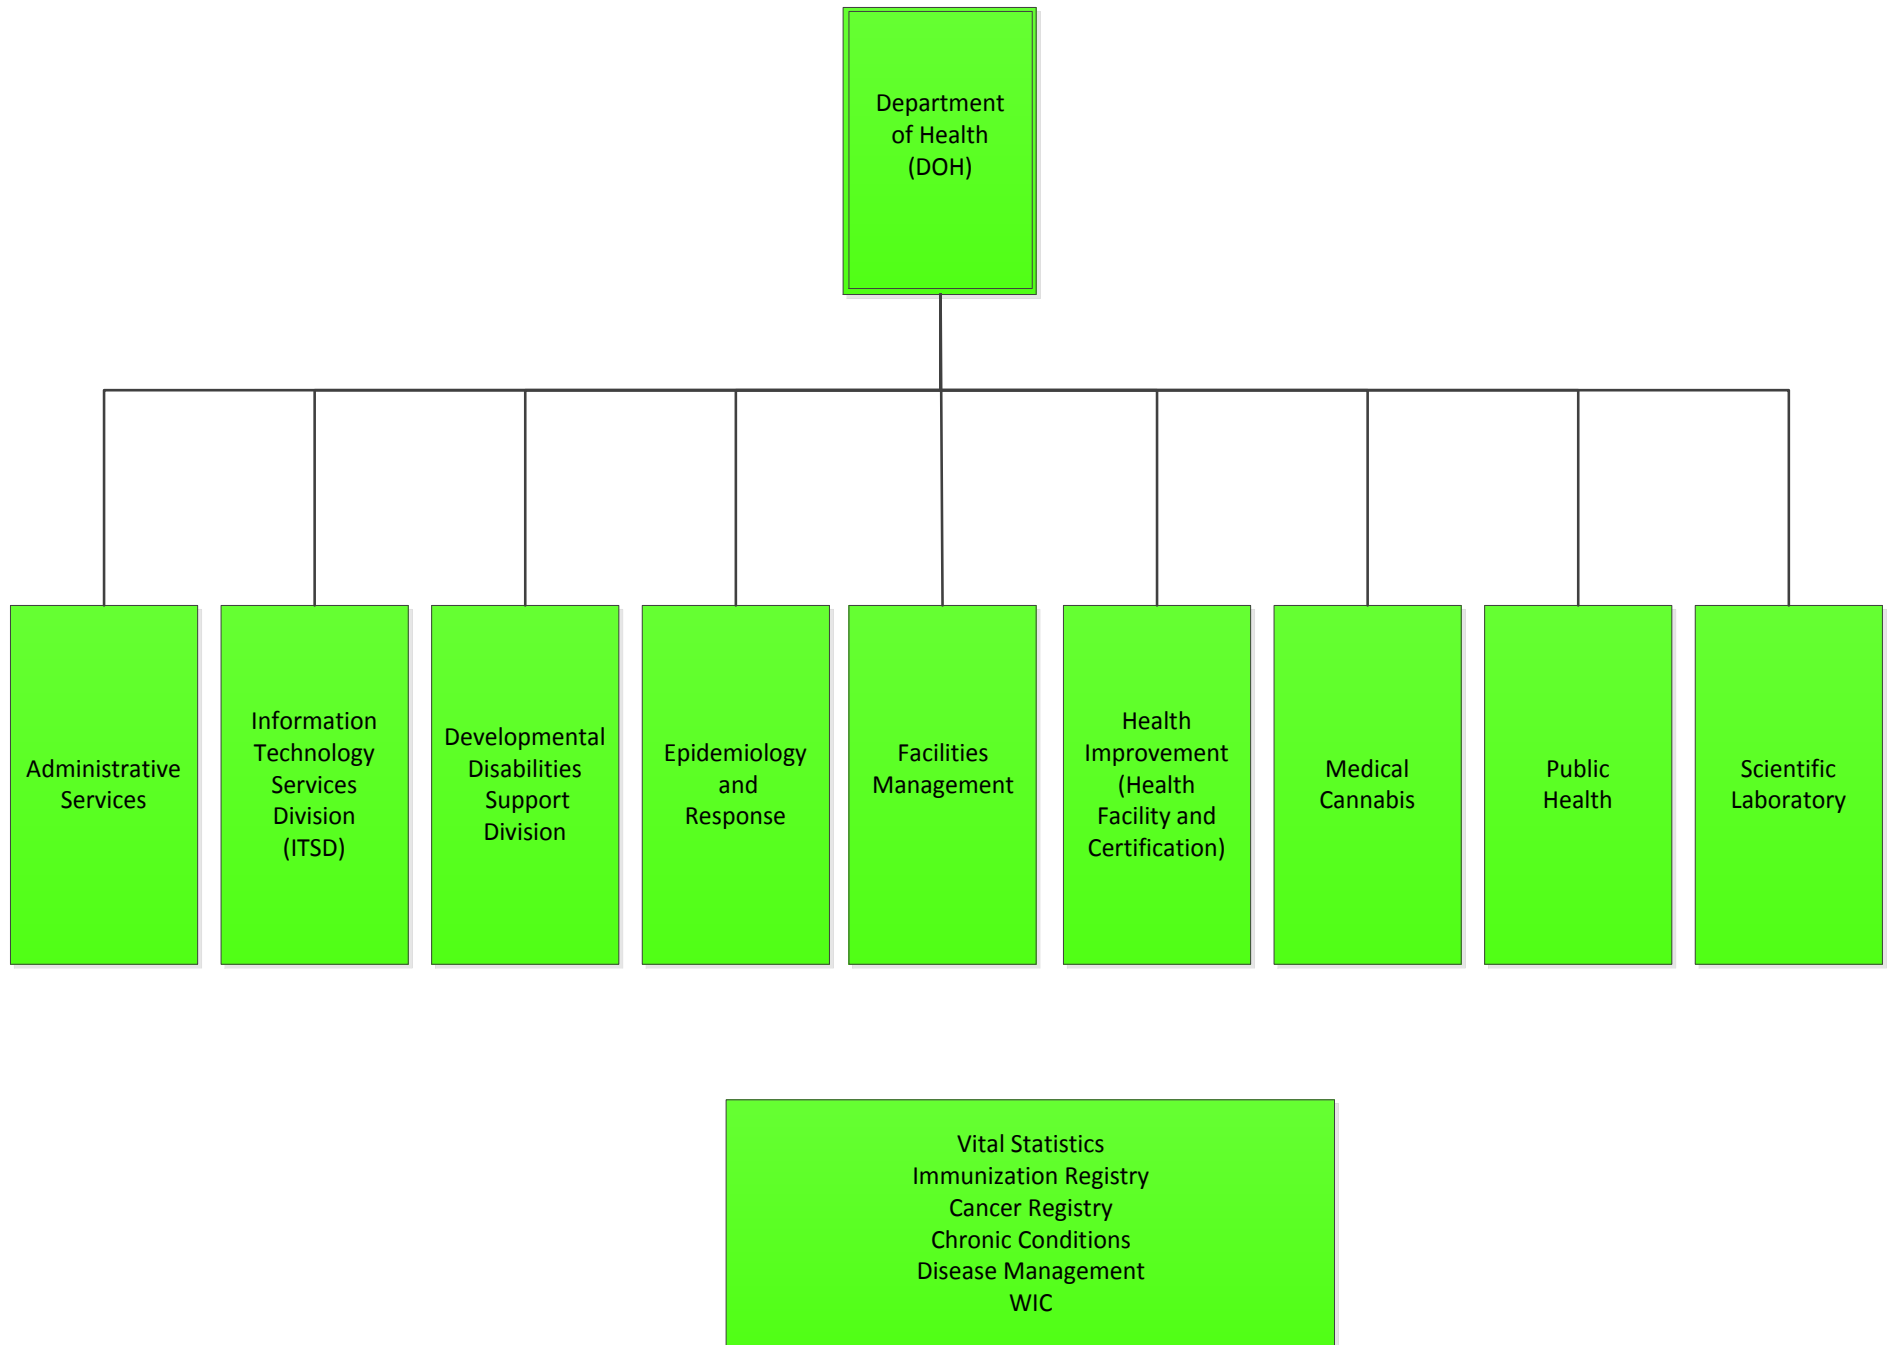 Department
of Health
(DOH)
Administrative
Services
Information
Technology
Services
Division
(ITSD)
Developmental
Disabilities
Support
Division
Epidemiology
and
Response
Facilities
Management
Health
Improvement
(Health
Facility and
Certification)
Medical
Cannabis
Public
Health
Scientific
Laboratory
Vital Statistics
Immunization Registry
Cancer Registry
Chronic Conditions
Disease Management
WIC